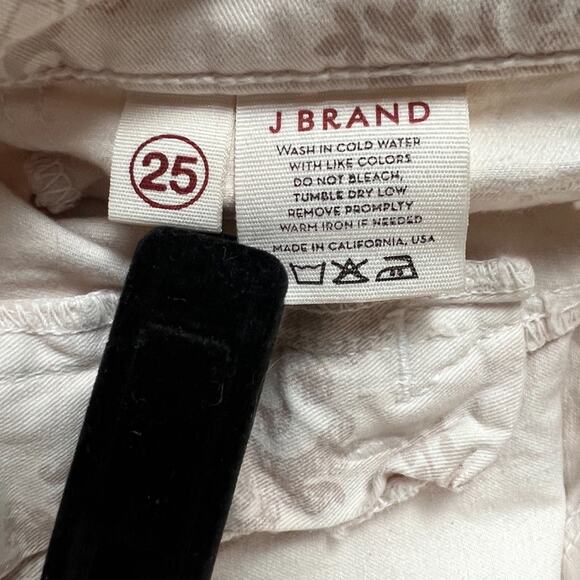 25
J BRAND
WASH IN COLD WATER
WITH LIKE COLORS
DO NOT BLEACH,
TUMBLE DRY LOW
REMOVE PROMPTLY
WARM IRON IF NEEDED
MADE IN CALIFORNIA, USA